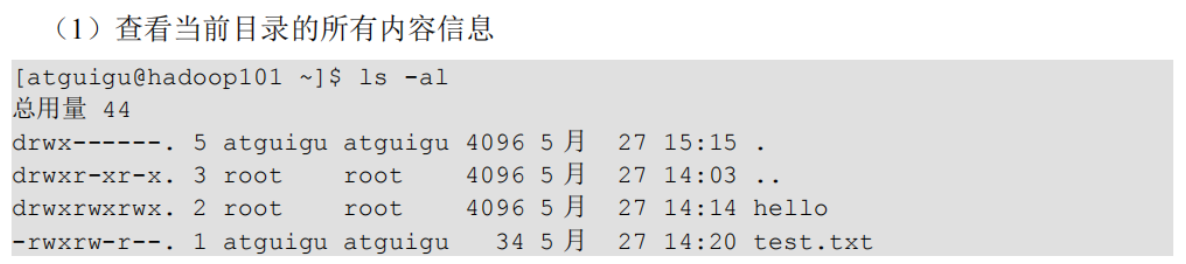 （1）查看当前目录的所有内容信息
[atguigu@hadoop101 ~]$ ls -al
总用量 44
drwx------. 5 atguigu atguigu 4096 5月  27 15:15 .
drwxr-xr-x. 3 root    root    4096 5月  27 14:03 ..
drwxrwxrwx. 2 root    root    4096 5月  27 14:14 hello
-rwxrw-r--. 1 atguigu atguigu   34 5月  27 14:20 test.txt